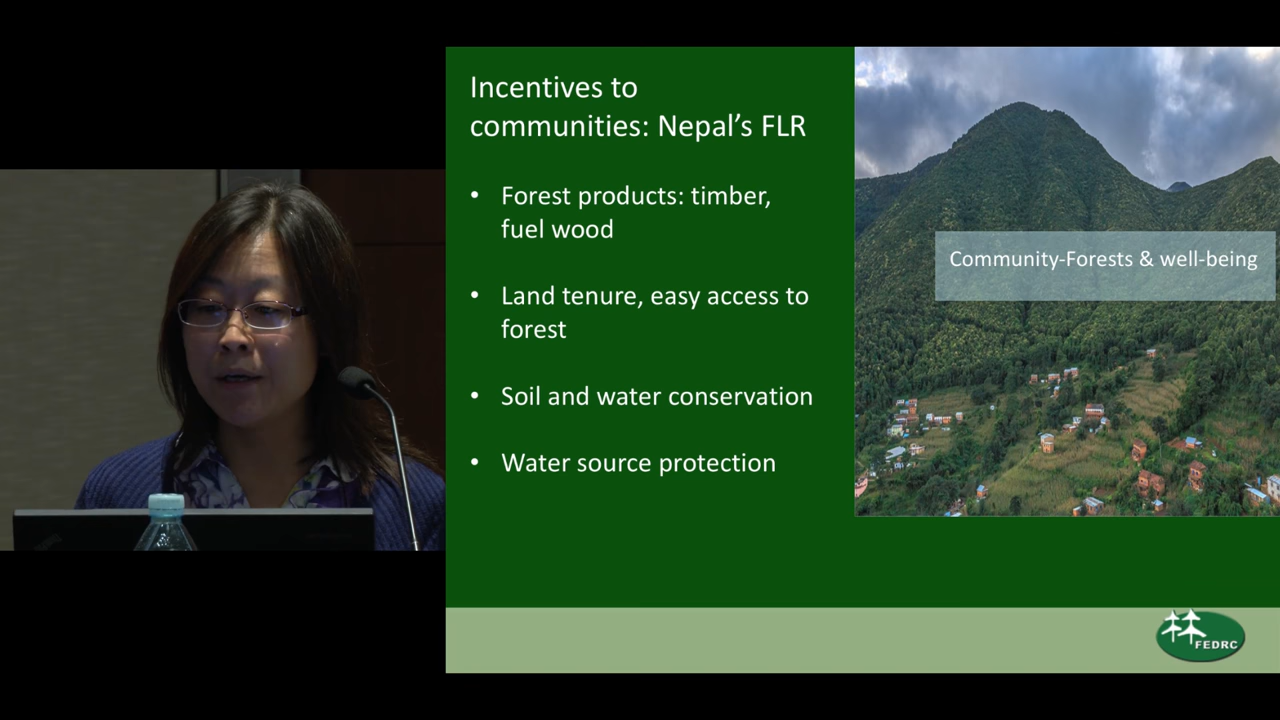 Incentives to
communities: Nepal’s FLR
• Forest products: timber,
fuel wood
• Land tenure, easy access to
forest
• Soil and water conservation
• Water source protection
Community-Forests & well-being
林
FEDRC